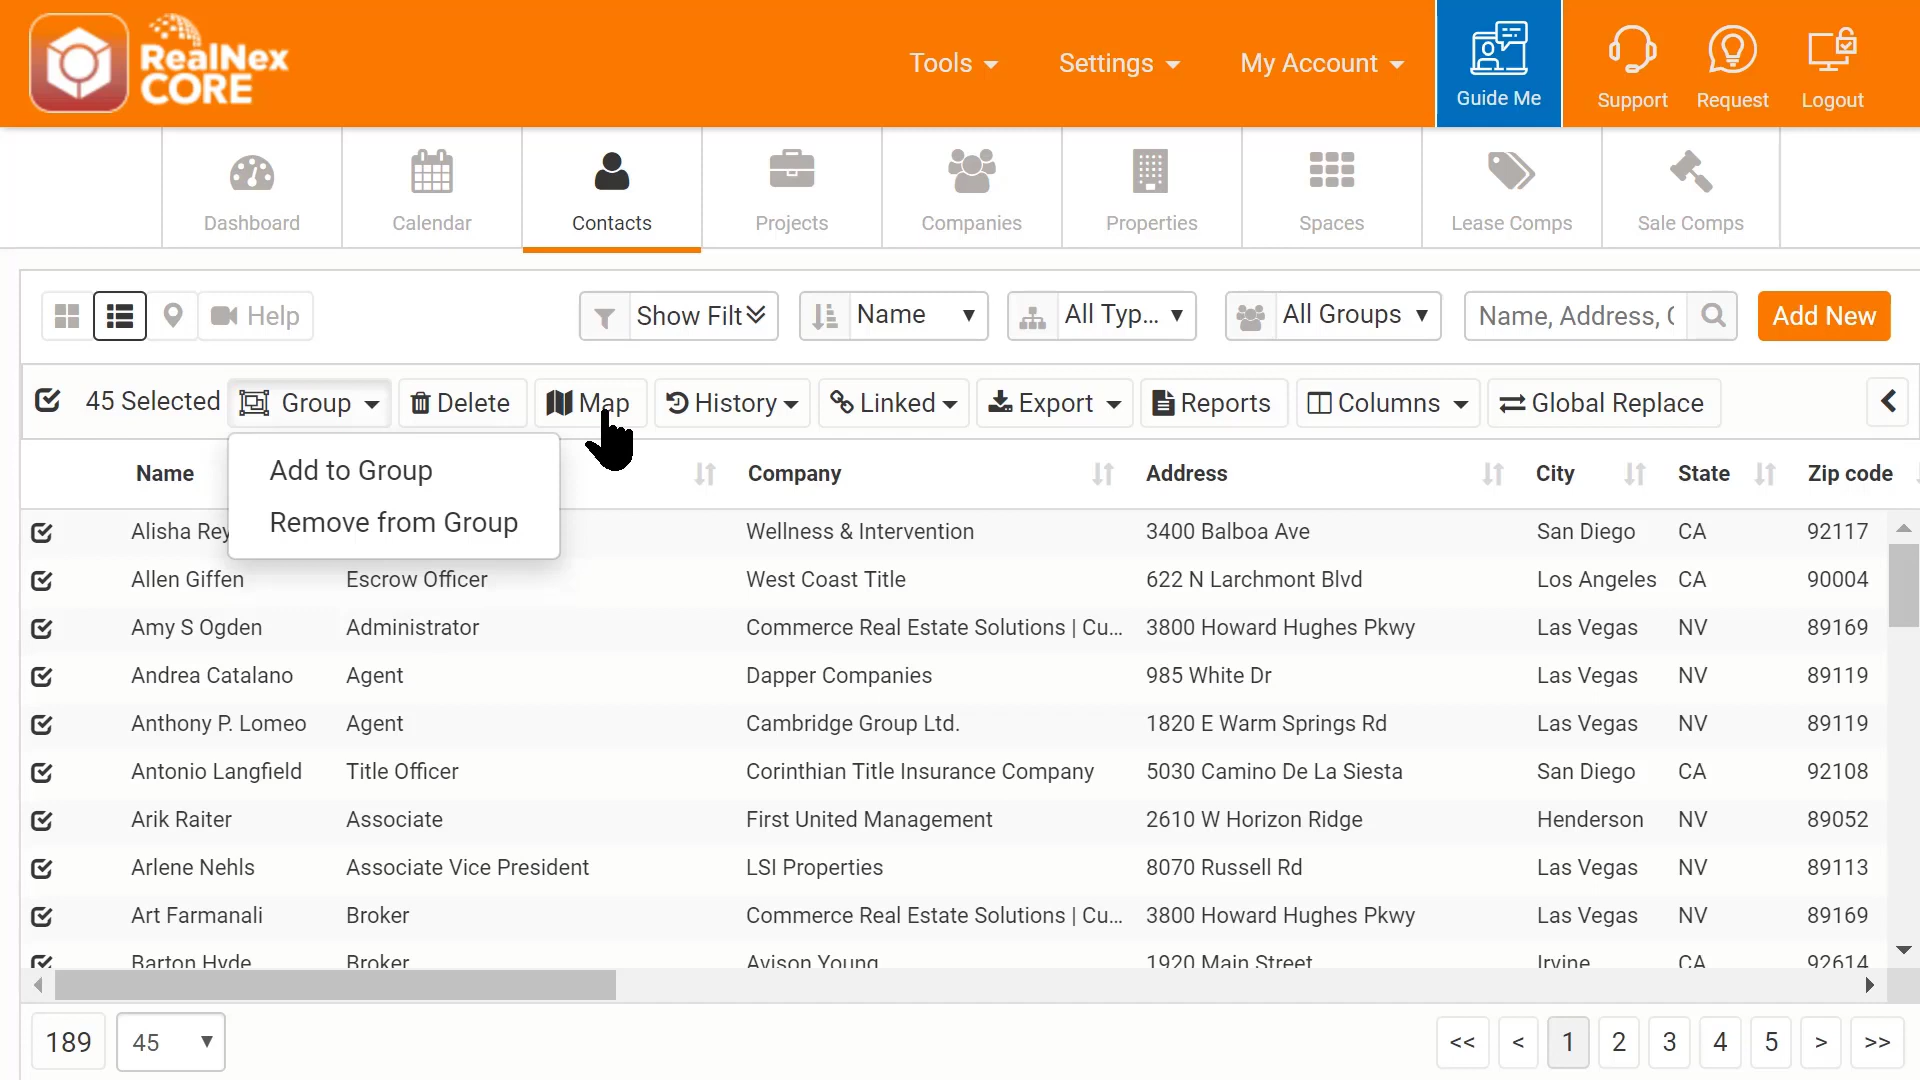 RealNex
CORE
Tools
Settings
My Account
Guide Me
Support
Request
Logout
Dashboard
Calendar
Contacts
Projects
Companies
Properties
Spaces
Lease Comps
Sale Comps
Help
Show Filt
Name
All Typ...
All Groups
Name, Address, C
Add New
45 Selected
Group
Delete
Map
History
Linked
Export
Reports
Columns
Global Replace
Add to Group
Remove from Group
Name Company Address City State Zip code
Alisha Rey Wellness & Intervention 3400 Balboa Ave San Diego CA 92117
Allen Giffen Escrow Officer West Coast Title 622 N Larchmont Blvd Los Angeles CA 90004
Amy S Ogden Administrator Commerce Real Estate Solutions | Cu... 3800 Howard Hughes Pkwy Las Vegas NV 89169
Andrea Catalano Agent Dapper Companies 985 White Dr Las Vegas NV 89119
Anthony P. Lomeo Agent Cambridge Group Ltd. 1820 E Warm Springs Rd Las Vegas NV 89119
Antonio Langfield Title Officer Corinthian Title Insurance Company 5030 Camino De La Siesta San Diego CA 92108
Arik Raiter Associate First United Management 2610 W Horizon Ridge Henderson NV 89052
Arlene Nehls Associate Vice President LSI Properties 8070 Russell Rd Las Vegas NV 89113
Art Farmanali Broker Commerce Real Estate Solutions | Cu... 3800 Howard Hughes Pkwy Las Vegas NV 89169
Barton Hyde Broker Avison Young 1920 Main Street Irvine CA 92614
189 45 << < 1 2 3 4 5 > >>